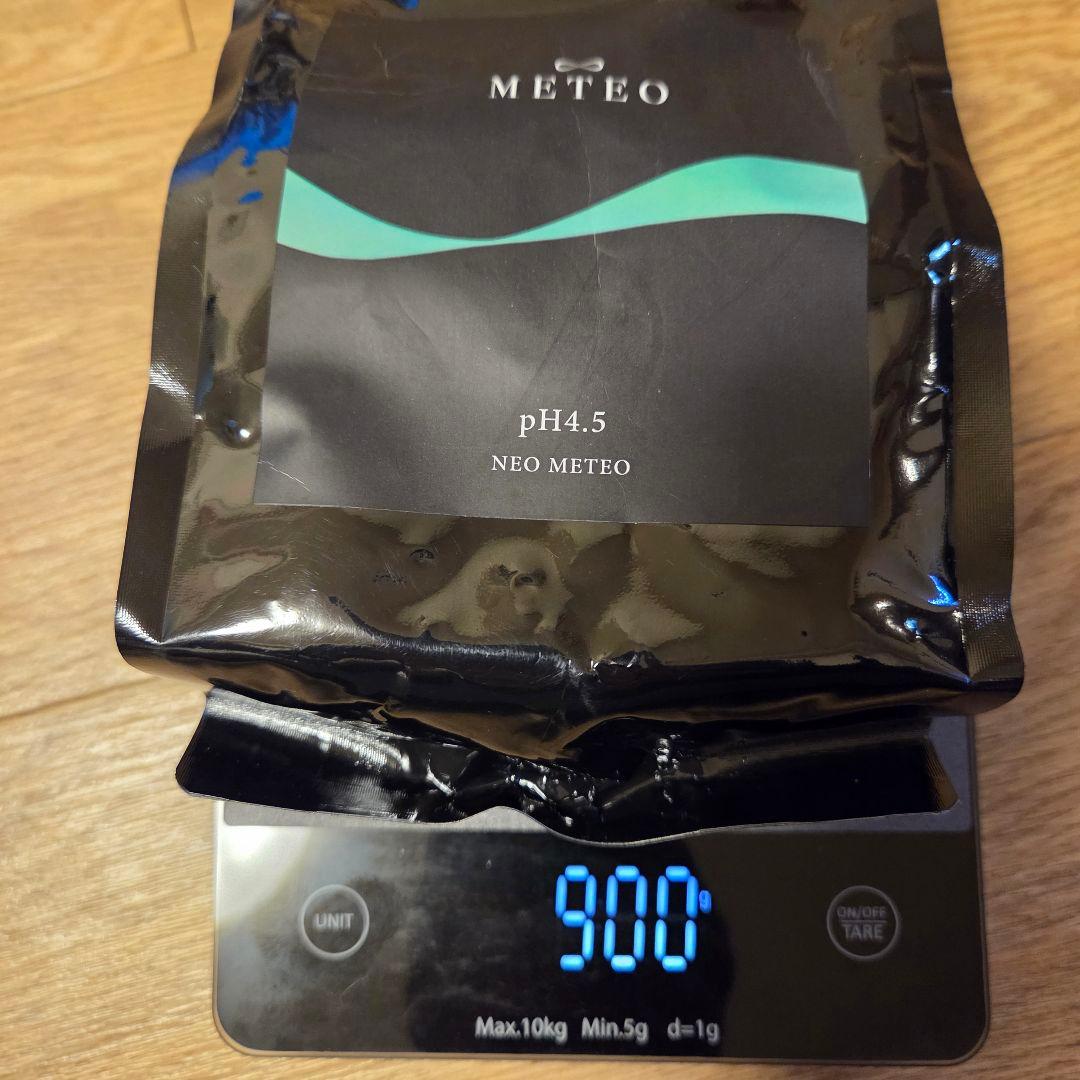 METEO
pH4.5
NEO METEO
900g
UNIT
ON/OFF
TARE
Max.10kg Min.5g d=1g